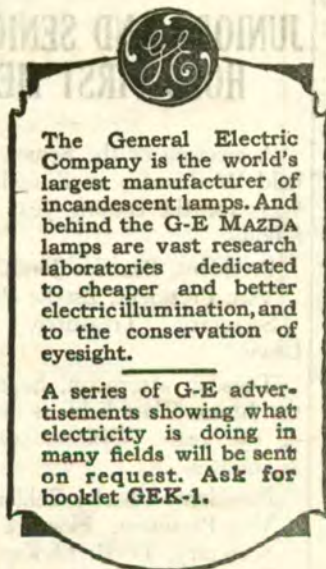 GE
The General Electric
Company is the world's
largest manufacturer of
incandescent lamps. And
behind the G-E MAZDA
lamps are vast research
laboratories dedicated
to cheaper and better
electric illumination, and
to the conservation of
eyesight.
A series of G-E adver-
tisements showing what
electricity is doing in
many fields will be sent
on request. Ask for
booklet GEK-1.